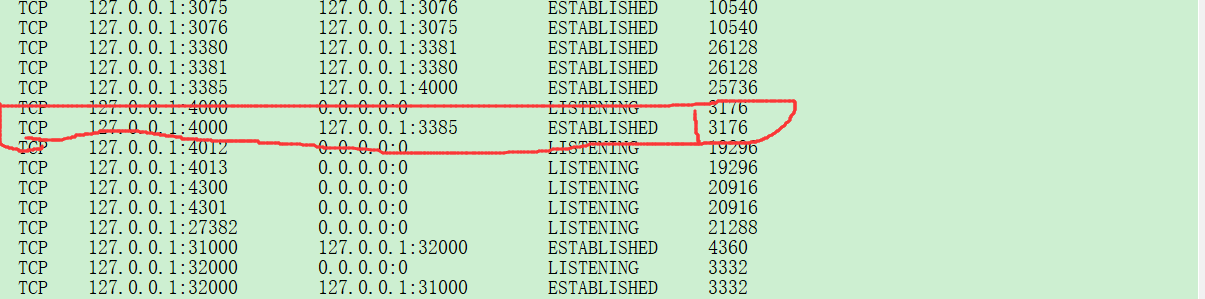 TCP 127.0.0.1:3075 127.0.0.1:3076 ESTABLISHED 10540
TCP 127.0.0.1:3076 127.0.0.1:3075 ESTABLISHED 10540
TCP 127.0.0.1:3380 127.0.0.1:3381 ESTABLISHED 26128
TCP 127.0.0.1:3381 127.0.0.1:3380 ESTABLISHED 26128
TCP 127.0.0.1:3385 127.0.0.1:4000 ESTABLISHED 25736
TCP 127.0.0.1:4000 0.0.0.0:0 LISTENING 3176
TCP 127.0.0.1:4000 127.0.0.1:3385 ESTABLISHED 3176
TCP 127.0.0.1:4012 0.0.0.0:0 LISTENING 19296
TCP 127.0.0.1:4013 0.0.0.0:0 LISTENING 19296
TCP 127.0.0.1:4300 0.0.0.0:0 LISTENING 20916
TCP 127.0.0.1:4301 0.0.0.0:0 LISTENING 20916
TCP 127.0.0.1:27382 0.0.0.0:0 LISTENING 21288
TCP 127.0.0.1:31000 127.0.0.1:32000 ESTABLISHED 4360
TCP 127.0.0.1:32000 0.0.0.0:0 LISTENING 3332
TCP 127.0.0.1:32000 127.0.0.1:31000 ESTABLISHED 3332